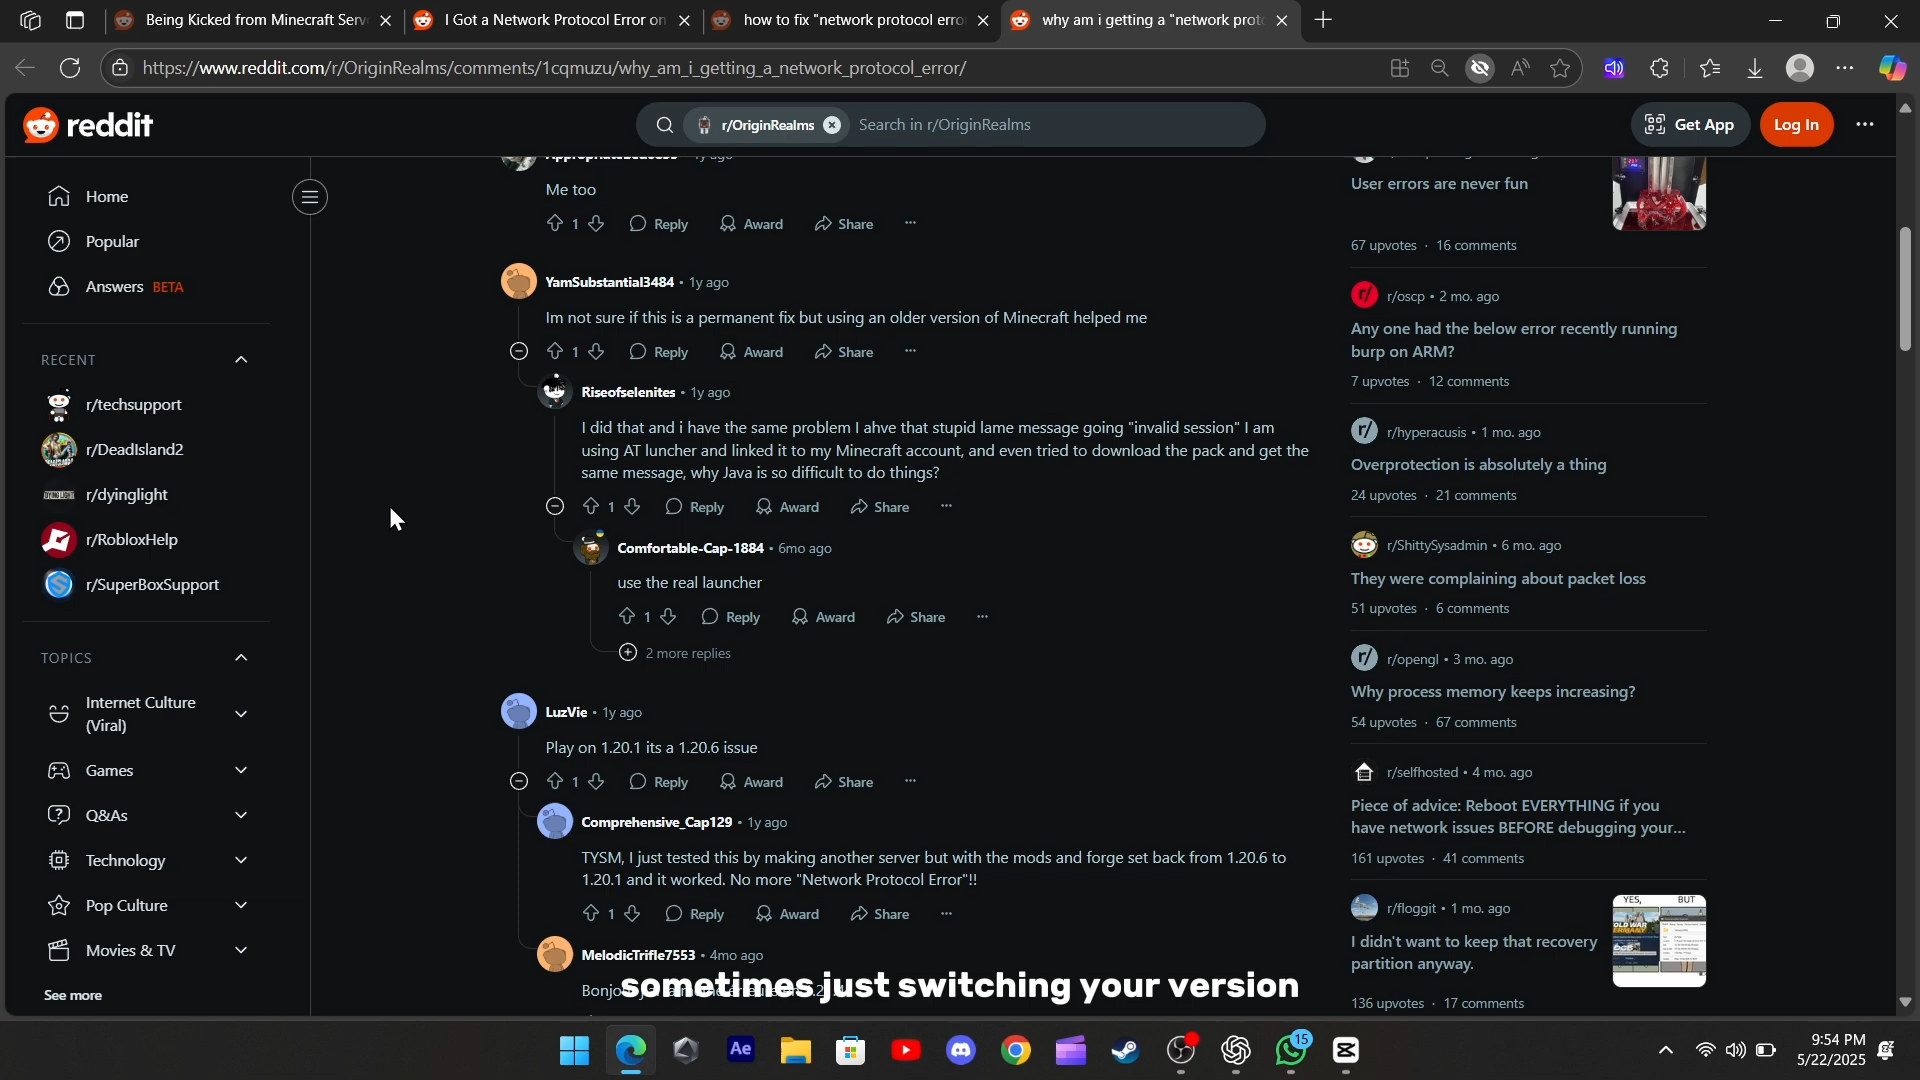 Being Kicked from Minecraft Serv
I Got a Network Protocol Error on
how to fix "network protocol erro
why am i getting a "network proto
https://www.reddit.com/r/OriginRealms/comments/1cqmuzu/why_am_i_getting_a_network_protocol_error/
reddit
r/OriginRealms
Search in r/OriginRealms
Get App
Log In
Home
Popular
Answers BETA
RECENT
r/techsupport
r/DeadIsland2
r/dyinglight
r/RobloxHelp
r/SuperBoxSupport
TOPICS
Internet Culture
(Viral)
Games
Q&As
Technology
Pop Culture
Movies & TV
See more
Me too
1 Reply Award Share
YamSubstantial3484 • 1y ago
Im not sure if this is a permanent fix but using an older version of Minecraft helped me
1 Reply Award Share
Riseofselenites • 1y ago
I did that and i have the same problem I ahve that stupid lame message going "invalid session" I am
using AT luncher and linked it to my Minecraft account, and even tried to download the pack and get the
same message, why Java is so difficult to do things?
1 Reply Award Share
Comfortable-Cap-1884 • 6mo ago
use the real launcher
1 Reply Award Share
2 more replies
LuzVie • 1y ago
Play on 1.20.1 its a 1.20.6 issue
1 Reply Award Share
Comprehensive_Cap129 • 1y ago
TYSM, I just tested this by making another server but with the mods and forge set back from 1.20.6 to
1.20.1 and it worked. No more "Network Protocol Error"!!
1 Reply Award Share
MelodicTrifle7553 • 4mo ago
sometimes just switching your version
User errors are never fun
67 upvotes · 16 comments
r/oscp • 2 mo. ago
Any one had the below error recently running
burp on ARM?
7 upvotes · 12 comments
r/hyperacusis • 1 mo. ago
Overprotection is absolutely a thing
24 upvotes · 21 comments
r/ShittySysadmin • 6 mo. ago
They were complaining about packet loss
51 upvotes · 6 comments
r/opengl • 3 mo. ago
Why process memory keeps increasing?
54 upvotes · 67 comments
r/selfhosted • 4 mo. ago
Piece of advice: Reboot EVERYTHING if you
have network issues BEFORE debugging your...
161 upvotes · 41 comments
r/floggit • 1 mo. ago
YES, BUT
I didn't want to keep that recovery
partition anyway.
136 upvotes · 17 comments
Ae
15
9:54 PM
5/22/2025